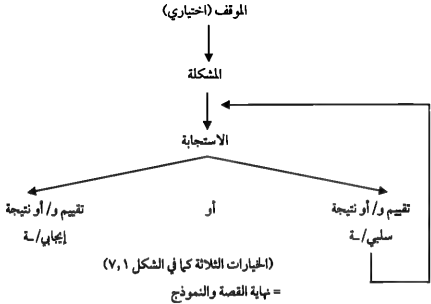 الموقف (اختياري)
المشكلة
الاستجابة
تقييم و/ أو نتيجة
سلبي/ـة
أو
تقييم و/ أو نتيجة
إيجابي/ـة
(الخيارات الثلاثة كما في الشكل ٧,١)
= نهاية القصة والنموذج